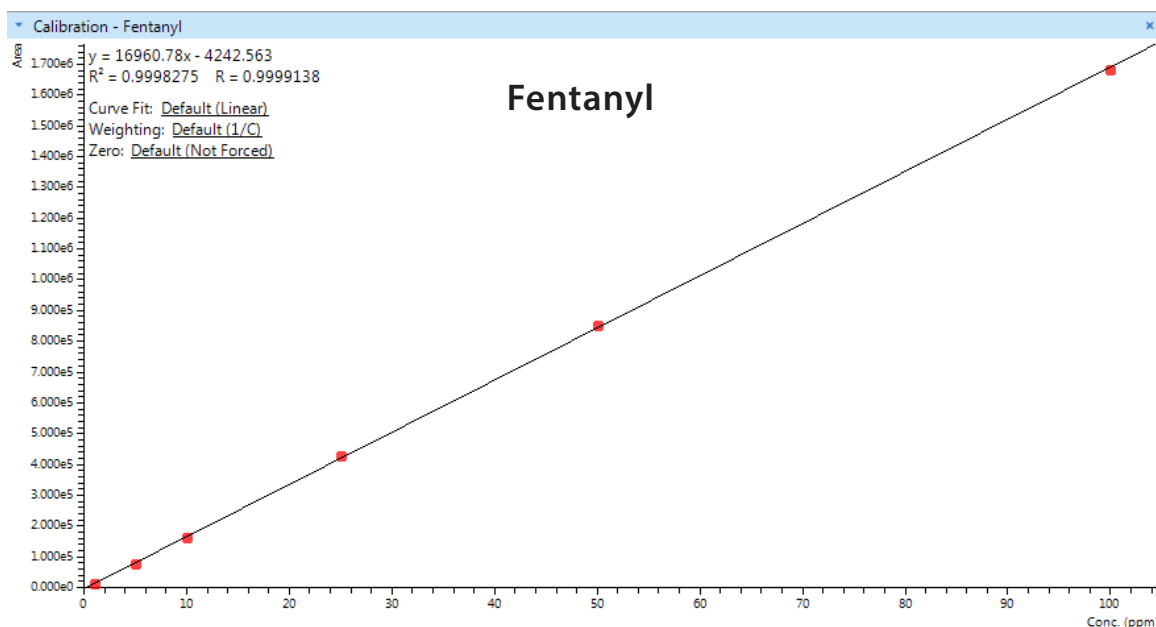 Calibration - Fentanyl
Area
y = 16960.78x - 4242.563
R² = 0.9998275 R = 0.9999138
Curve Fit: Default (Linear)
Weighting: Default (1/C)
Zero: Default (Not Forced)
Fentanyl
1.700e6
1.600e6
1.500e6
1.400e6
1.300e6
1.200e6
1.100e6
1.000e6
9.000e5
8.000e5
7.000e5
6.000e5
5.000e5
4.000e5
3.000e5
2.000e5
1.000e5
0.000e0
0 10 20 30 40 50 60 70 80 90 100
Conc. (ppm)